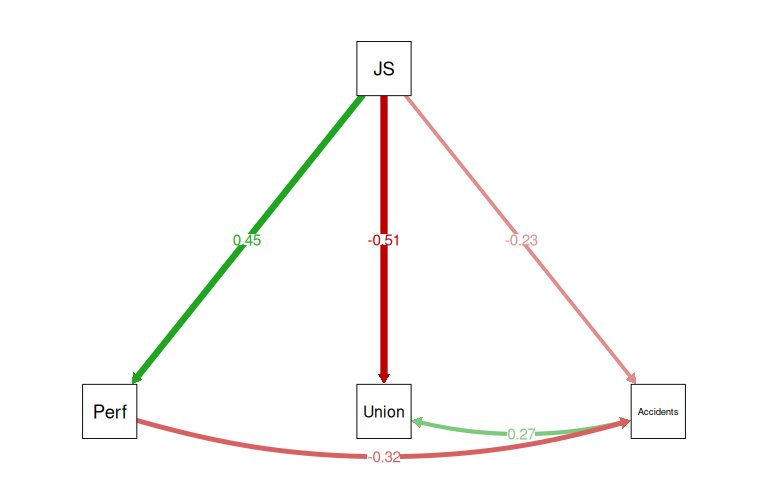 JS
0.45
-0.51
-0.23
Perf
Union
Accidents
0.27
-0.32